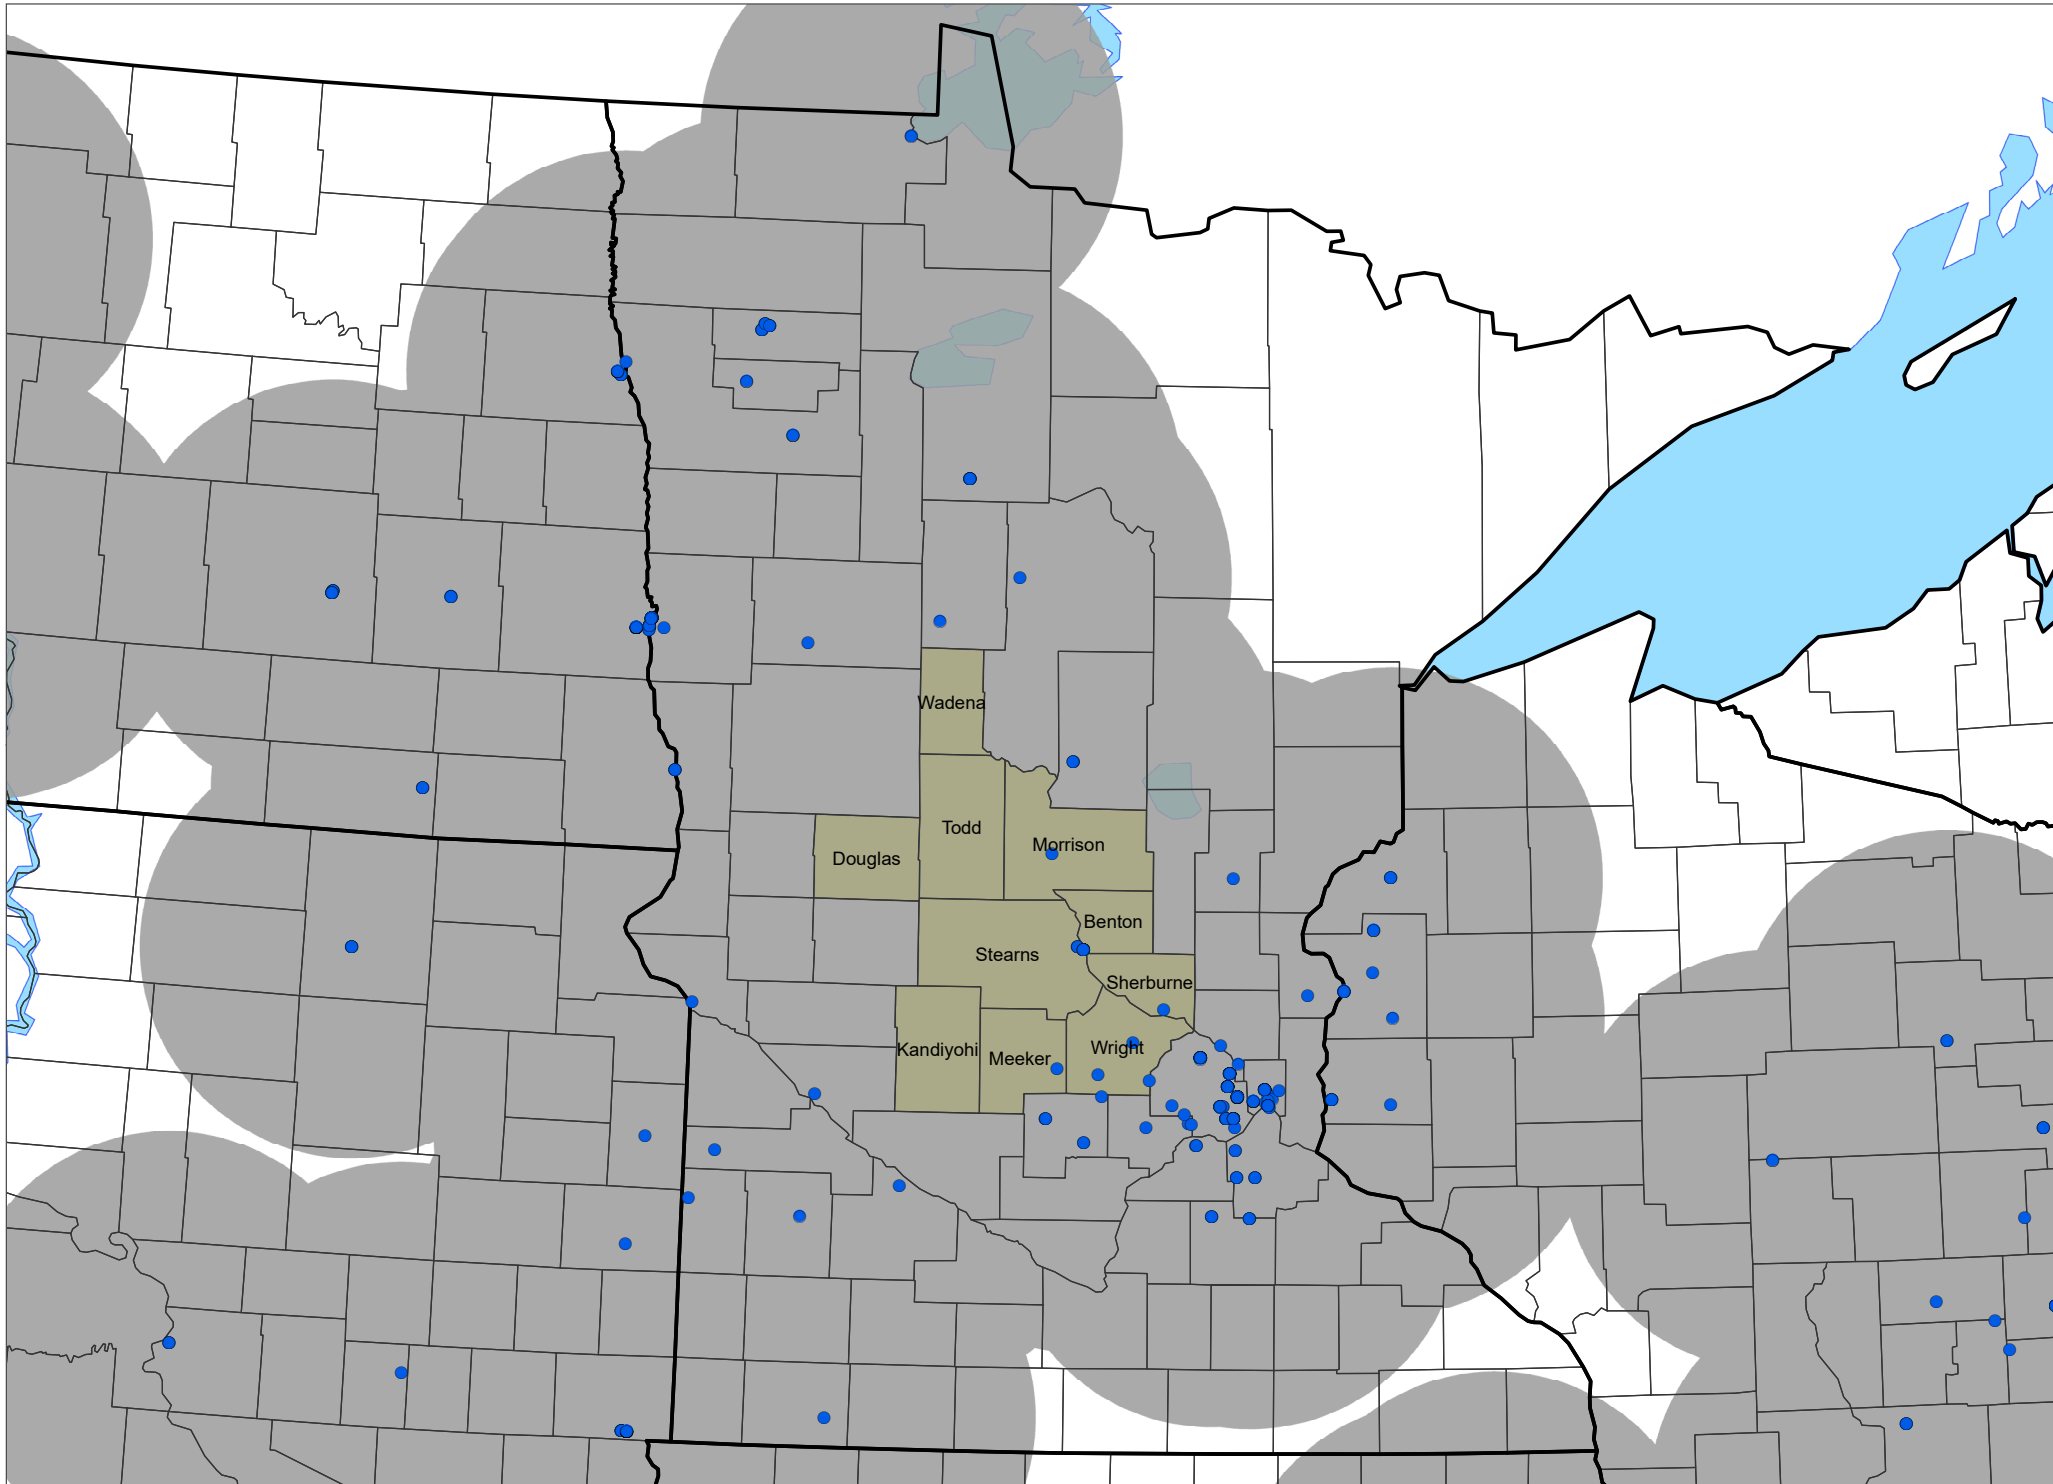 Wadena
Todd
Morrison
Douglas
Benton
Stearns
Sherburne
Kandiyohi
Meeker
Wright